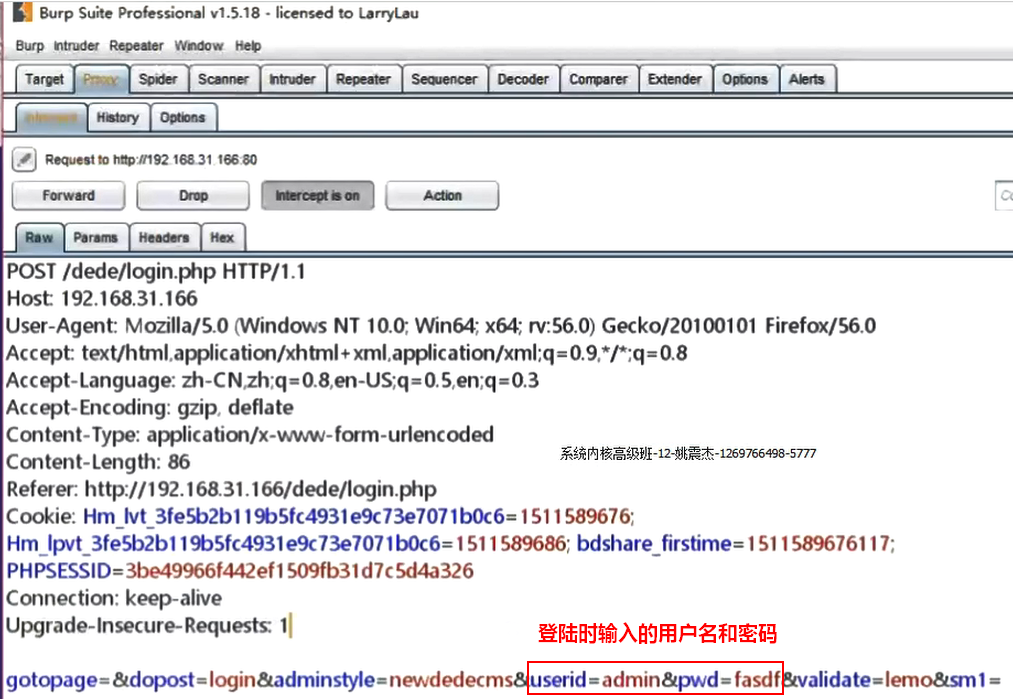 Burp Suite Professional v1.5.18 - licensed to LarryLau
Burp Intruder Repeater Window Help
Target Proxy Spider Scanner Intruder Repeater Sequencer Decoder Comparer Extender Options Alerts
Intercept History Options
Request to http://192.168.31.166:80
Forward Drop Intercept is on Action
Raw Params Headers Hex
POST /dede/login.php HTTP/1.1
Host: 192.168.31.166
User-Agent: Mozilla/5.0 (Windows NT 10.0; Win64; x64; rv:56.0) Gecko/20100101 Firefox/56.0
Accept: text/html,application/xhtml+xml,application/xml;q=0.9,*/*;q=0.8
Accept-Language: zh-CN,zh;q=0.8,en-US;q=0.5,en;q=0.3
Accept-Encoding: gzip, deflate
Content-Type: application/x-www-form-urlencoded
系统内核高级班-12-姚震杰-1269766498-5777
Content-Length: 86
Referer: http://192.168.31.166/dede/login.php
Cookie: Hm_lvt_3fe5b2b119b5fc4931e9c73e7071b0c6=1511589676;
Hm_lpvt_3fe5b2b119b5fc4931e9c73e7071b0c6=1511589686; bdshare_firstime=1511589676117;
PHPSESSID=3be49966f442ef1509fb31d7c5d4a326
Connection: keep-alive
Upgrade-Insecure-Requests: 1
登陆时输入的用户名和密码
gotopage=&dopost=login&adminstyle=newdedecms&userid=admin&pwd=fasdf&validate=lemo&sm1=